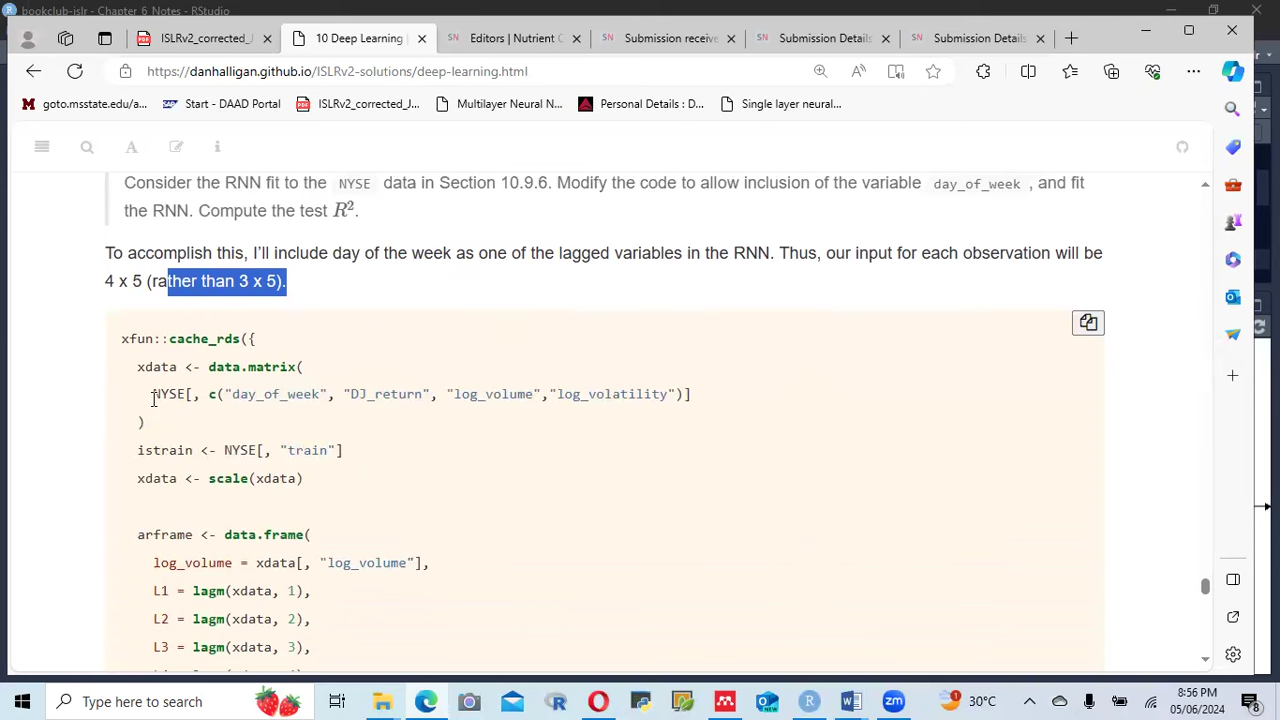 bookclub-islr - Chapter 6 Notes - RStudio
ISLRv2_corrected_J...
10 Deep Learning |
Editors | Nutrient C
Submission receive
Submission Details
Submission Details
https://danhalligan.github.io/ISLRv2-solutions/deep-learning.html
goto.msstate.edu/a...
Start - DAAD Portal
ISLRv2_corrected_J...
Multilayer Neural N...
Personal Details : D...
Single layer neural...
Consider the RNN fit to the NYSE data in Section 10.9.6. Modify the code to allow inclusion of the variable day_of_week , and fit
the RNN. Compute the test R².
To accomplish this, I'll include day of the week as one of the lagged variables in the RNN. Thus, our input for each observation will be
4 x 5 (rather than 3 x 5).
xfun::cache_rds({
xdata <- data.matrix(
NYSE[, c("day_of_week", "DJ_return", "log_volume","log_volatility")]
)
istrain <- NYSE[, "train"]
xdata <- scale(xdata)
arframe <- data.frame(
log_volume = xdata[, "log_volume"],
L1 = lagm(xdata, 1),
L2 = lagm(xdata, 2),
L3 = lagm(xdata, 3),
Type here to search
30°C
8:56 PM
05/06/2024
8